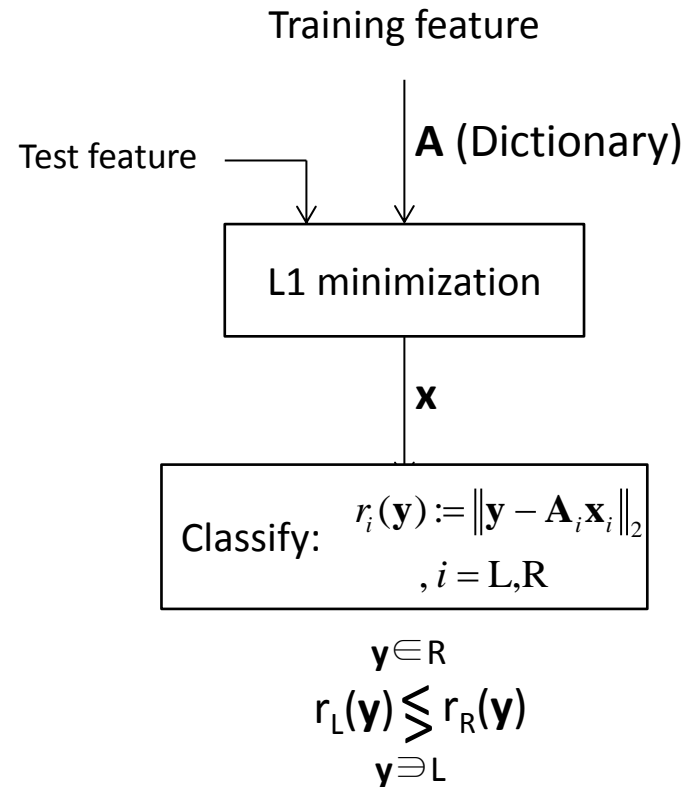 Training feature
A (Dictionary)
Test feature
L1 minimization
x
Classify: r_i(y) := ‖y − A_i x_i‖_2
, i = L,R
y∈R
r_L(y) ≶ r_R(y)
y∋L